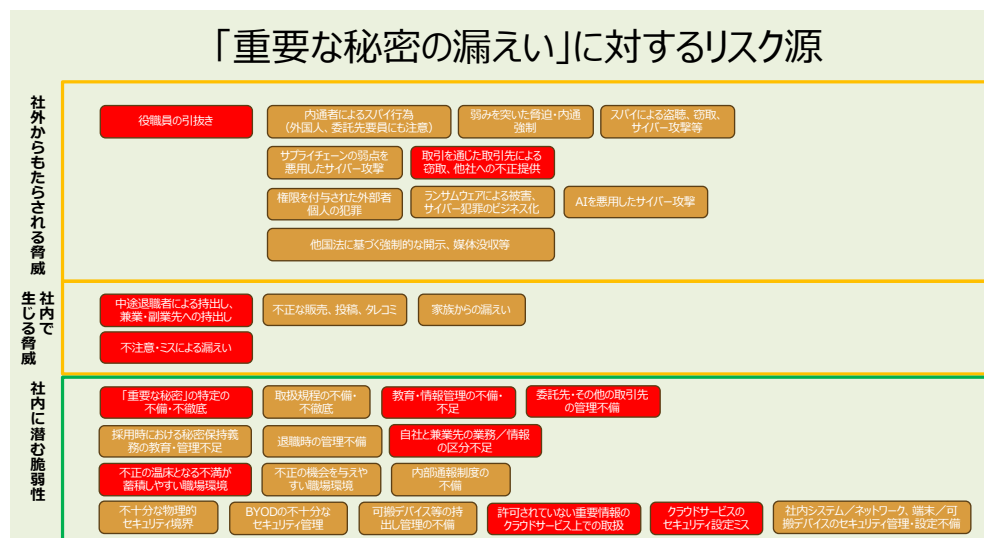 「重要な秘密の漏えい」に対するリスク源
社外からもたらされる脅威
役職員の引抜き
内通者によるスパイ行為
（外国人、委託先要員にも注意）
弱みを突いた脅迫・内通
強制
スパイによる盗聴、窃取、
サイバー攻撃等
サプライチェーンの弱点を
悪用したサイバー攻撃
取引を通じた取引先による
窃取、他社への不正提供
権限を付与された外部者
個人の犯罪
ランサムウェアによる被害、
サイバー犯罪のビジネス化
AIを悪用したサイバー攻撃
他国法に基づく強制的な開示、媒体没収等
社内で
生じる脅威
中途退職者による持出し、
兼業・副業先への持出し
不正な販売、投稿、タレコミ
家族からの漏えい
不注意・ミスによる漏えい
社内に潜む脆弱性
「重要な秘密」の特定の
不備・不徹底
取扱規程の不備・
不徹底
教育・情報管理の不備・
不足
委託先・その他の取引先
の管理不備
採用時における秘密保持義
務の教育・管理不足
退職時の管理不備
自社と兼業先の業務／情報
の区分不足
不正の温床となる不満が
蓄積しやすい職場環境
不正の機会を与えや
すい職場環境
内部通報制度の
不備
不十分な物理的
セキュリティ境界
BYODの不十分な
セキュリティ管理
可搬デバイス等の持
出し管理の不備
許可されていない重要情報の
クラウドサービス上での取扱
クラウドサービスの
セキュリティ設定ミス
社内システム／ネットワーク、端末／可
搬デバイスのセキュリティ管理・設定不備